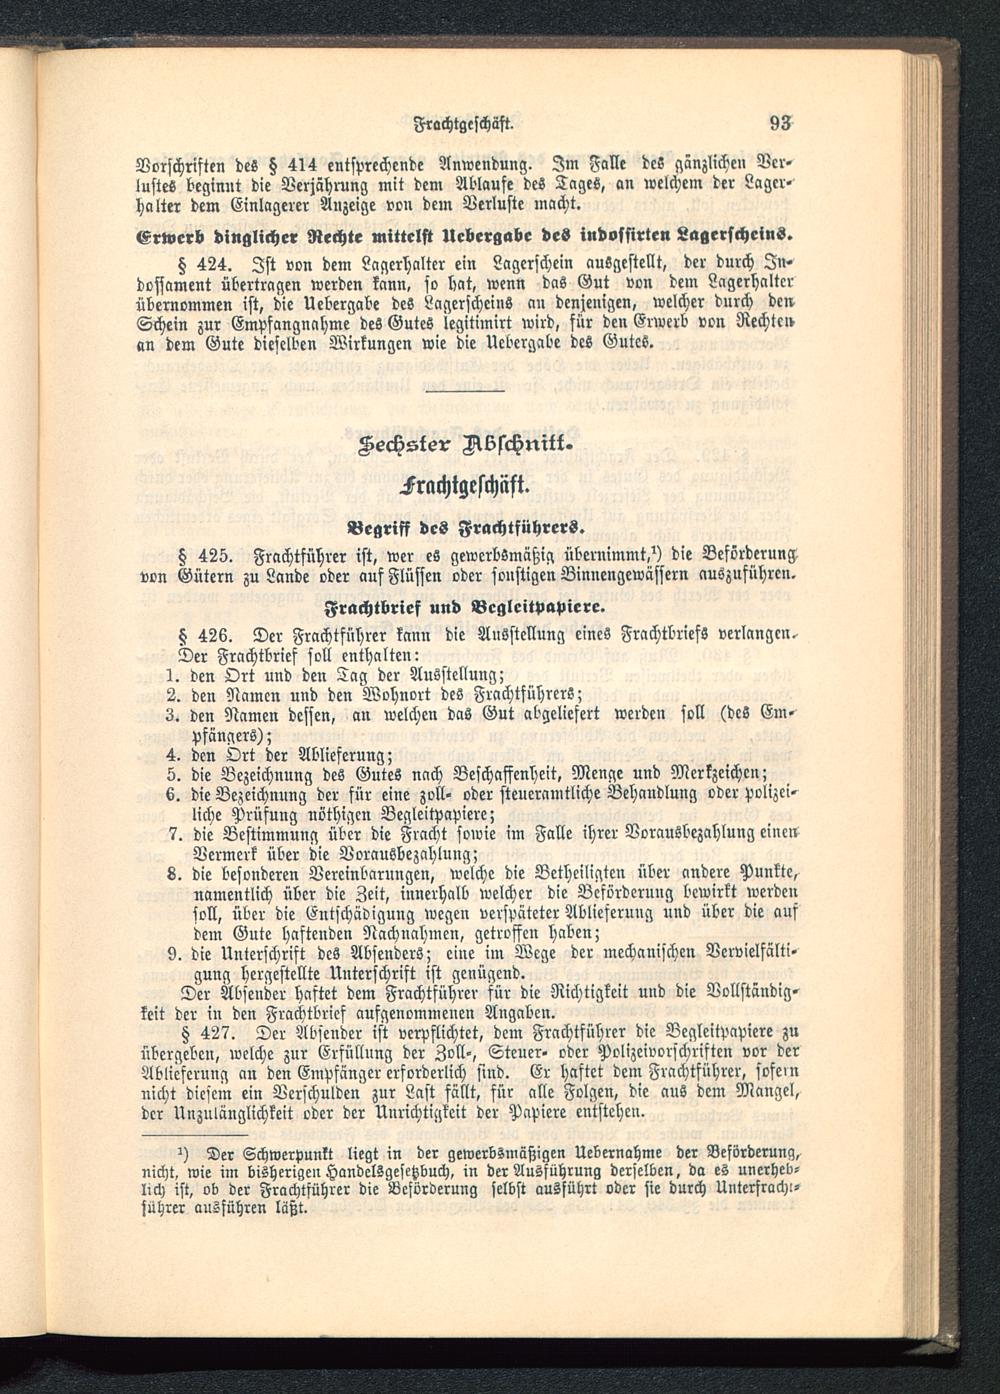 Frachtgeschäft. 93
Vorschriften des § 414 entsprechende Anwendung. Im Falle des gänzlichen Ver-
lustes beginnt die Verjährung mit dem Ablaufe des Tages, an welchem der Lager-
halter dem Einlagerer Anzeige von dem Verluste macht.
Erwerb dinglicher Rechte mittelst Uebergabe des indossirten Lagerscheins.
§ 424. Ist von dem Lagerhalter ein Lagerschein ausgestellt, der durch In-
dossament übertragen werden kann, so hat, wenn das Gut von dem Lagerhalter
übernommen ist, die Uebergabe des Lagerscheins an denjenigen, welcher durch den
Schein zur Empfangnahme des Gutes legitimirt wird, für den Erwerb von Rechten
an dem Gute dieselben Wirkungen wie die Uebergabe des Gutes.
Sechster Abschnitt.
Frachtgeschäft.
Begriff des Frachtführers.
§ 425. Frachtführer ist, wer es gewerbsmäßig übernimmt,¹) die Beförderung
von Gütern zu Lande oder auf Flüssen oder sonstigen Binnengewässern auszuführen.
Frachtbrief und Begleitpapiere.
§ 426. Der Frachtführer kann die Ausstellung eines Frachtbriefs verlangen.
Der Frachtbrief soll enthalten:
1. den Ort und den Tag der Ausstellung;
2. den Namen und den Wohnort des Frachtführers;
3. den Namen dessen, an welchen das Gut abgeliefert werden soll (des Em-
pfängers);
4. den Ort der Ablieferung;
5. die Bezeichnung des Gutes nach Beschaffenheit, Menge und Merkzeichen;
6. die Bezeichnung der für eine zoll- oder steueramtliche Behandlung oder polizei-
liche Prüfung nöthigen Begleitpapiere;
7. die Bestimmung über die Fracht sowie im Falle ihrer Vorausbezahlung einen
Vermerk über die Vorausbezahlung;
8. die besonderen Vereinbarungen, welche die Betheiligten über andere Punkte,
namentlich über die Zeit, innerhalb welcher die Beförderung bewirkt werden
soll, über die Entschädigung wegen verspäteter Ablieferung und über die auf
dem Gute haftenden Nachnahmen, getroffen haben;
9. die Unterschrift des Absenders; eine im Wege der mechanischen Vervielfälti-
gung hergestellte Unterschrift ist genügend.
Der Absender haftet dem Frachtführer für die Richtigkeit und die Vollständig-
keit der in den Frachtbrief aufgenommenen Angaben.
§ 427. Der Absender ist verpflichtet, dem Frachtführer die Begleitpapiere zu
übergeben, welche zur Erfüllung der Zoll-, Steuer- oder Polizeivorschriften vor der
Ablieferung an den Empfänger erforderlich sind. Er haftet dem Frachtführer, sofern
nicht diesem ein Verschulden zur Last fällt, für alle Folgen, die aus dem Mangel,
der Unzulänglichkeit oder der Unrichtigkeit der Papiere entstehen.
¹) Der Schwerpunkt liegt in der gewerbsmäßigen Uebernahme der Beförderung,
nicht, wie im bisherigen Handelsgesetzbuch, in der Ausführung derselben, da es unerheb-
lich ist, ob der Frachtführer die Beförderung selbst ausführt oder sie durch Unterfracht-
führer ausführen läßt.